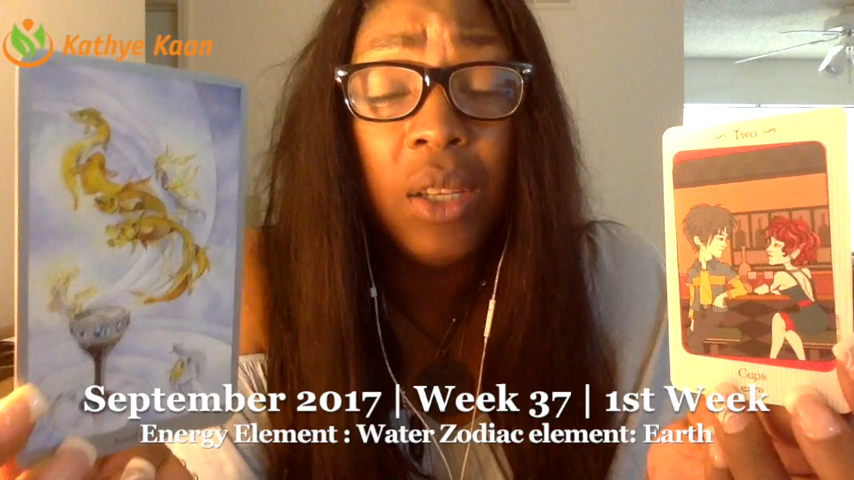 Kathye Kaan
Two
Cups
September 2017 | Week 37 | 1st Week
Energy Element : Water Zodiac element: Earth